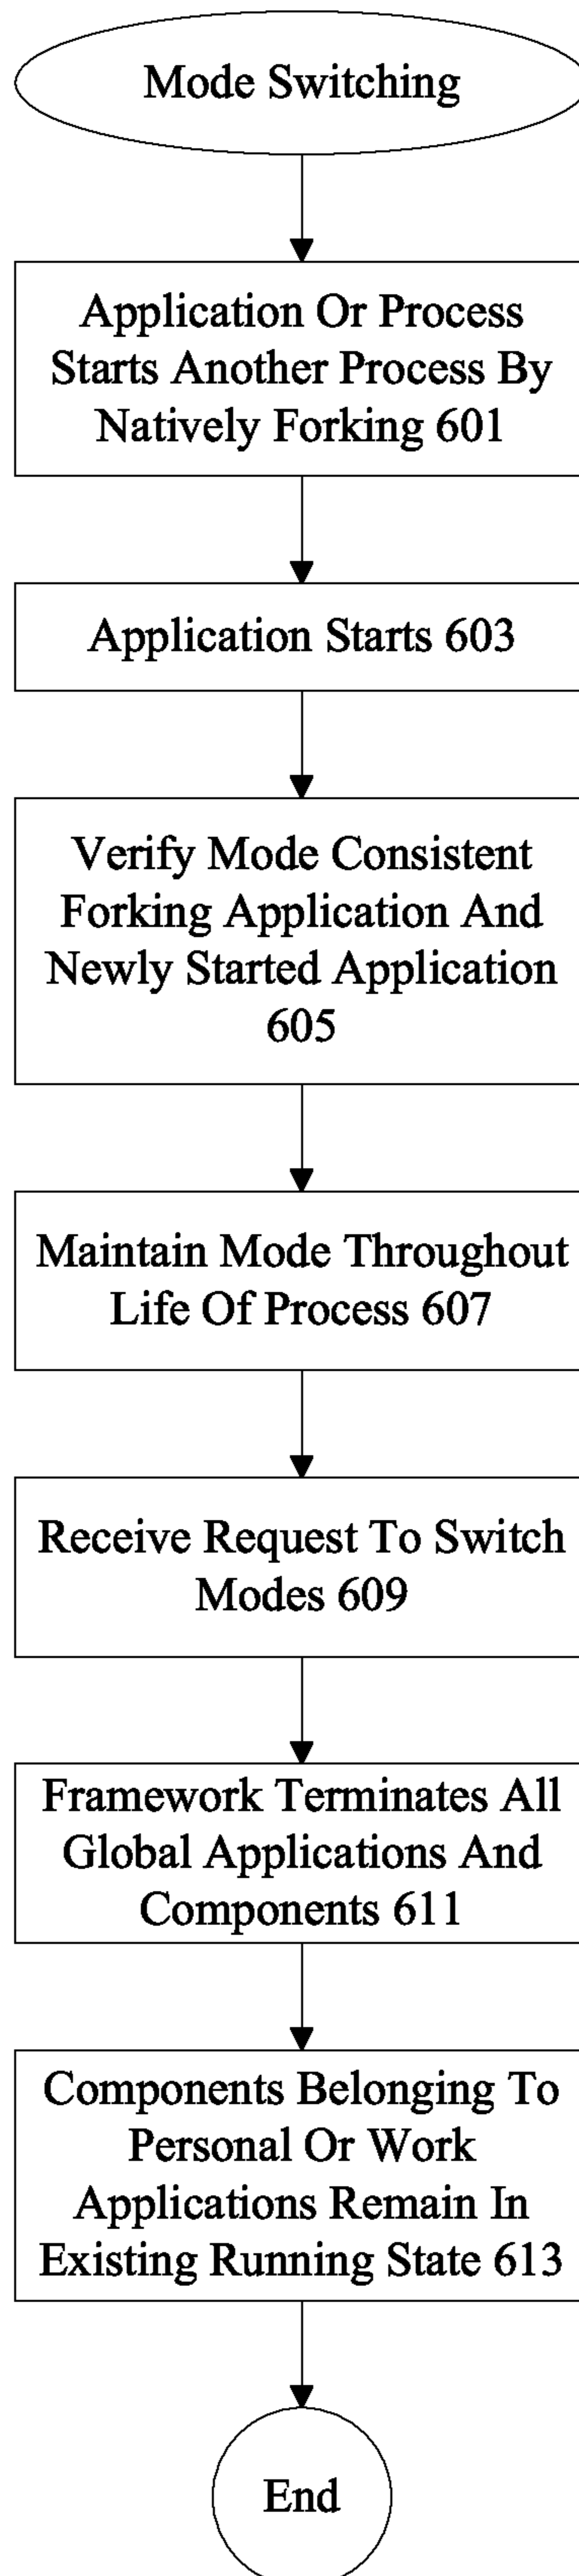 Mode Switching
Application Or Process
Starts Another Process By
Natively Forking 601
Application Starts 603
Verify Mode Consistent
Forking Application And
Newly Started Application
605
Maintain Mode Throughout
Life Of Process 607
Receive Request To Switch
Modes 609
Framework Terminates All
Global Applications And
Components 611
Components Belonging To
Personal Or Work
Applications Remain In
Existing Running State 613
End